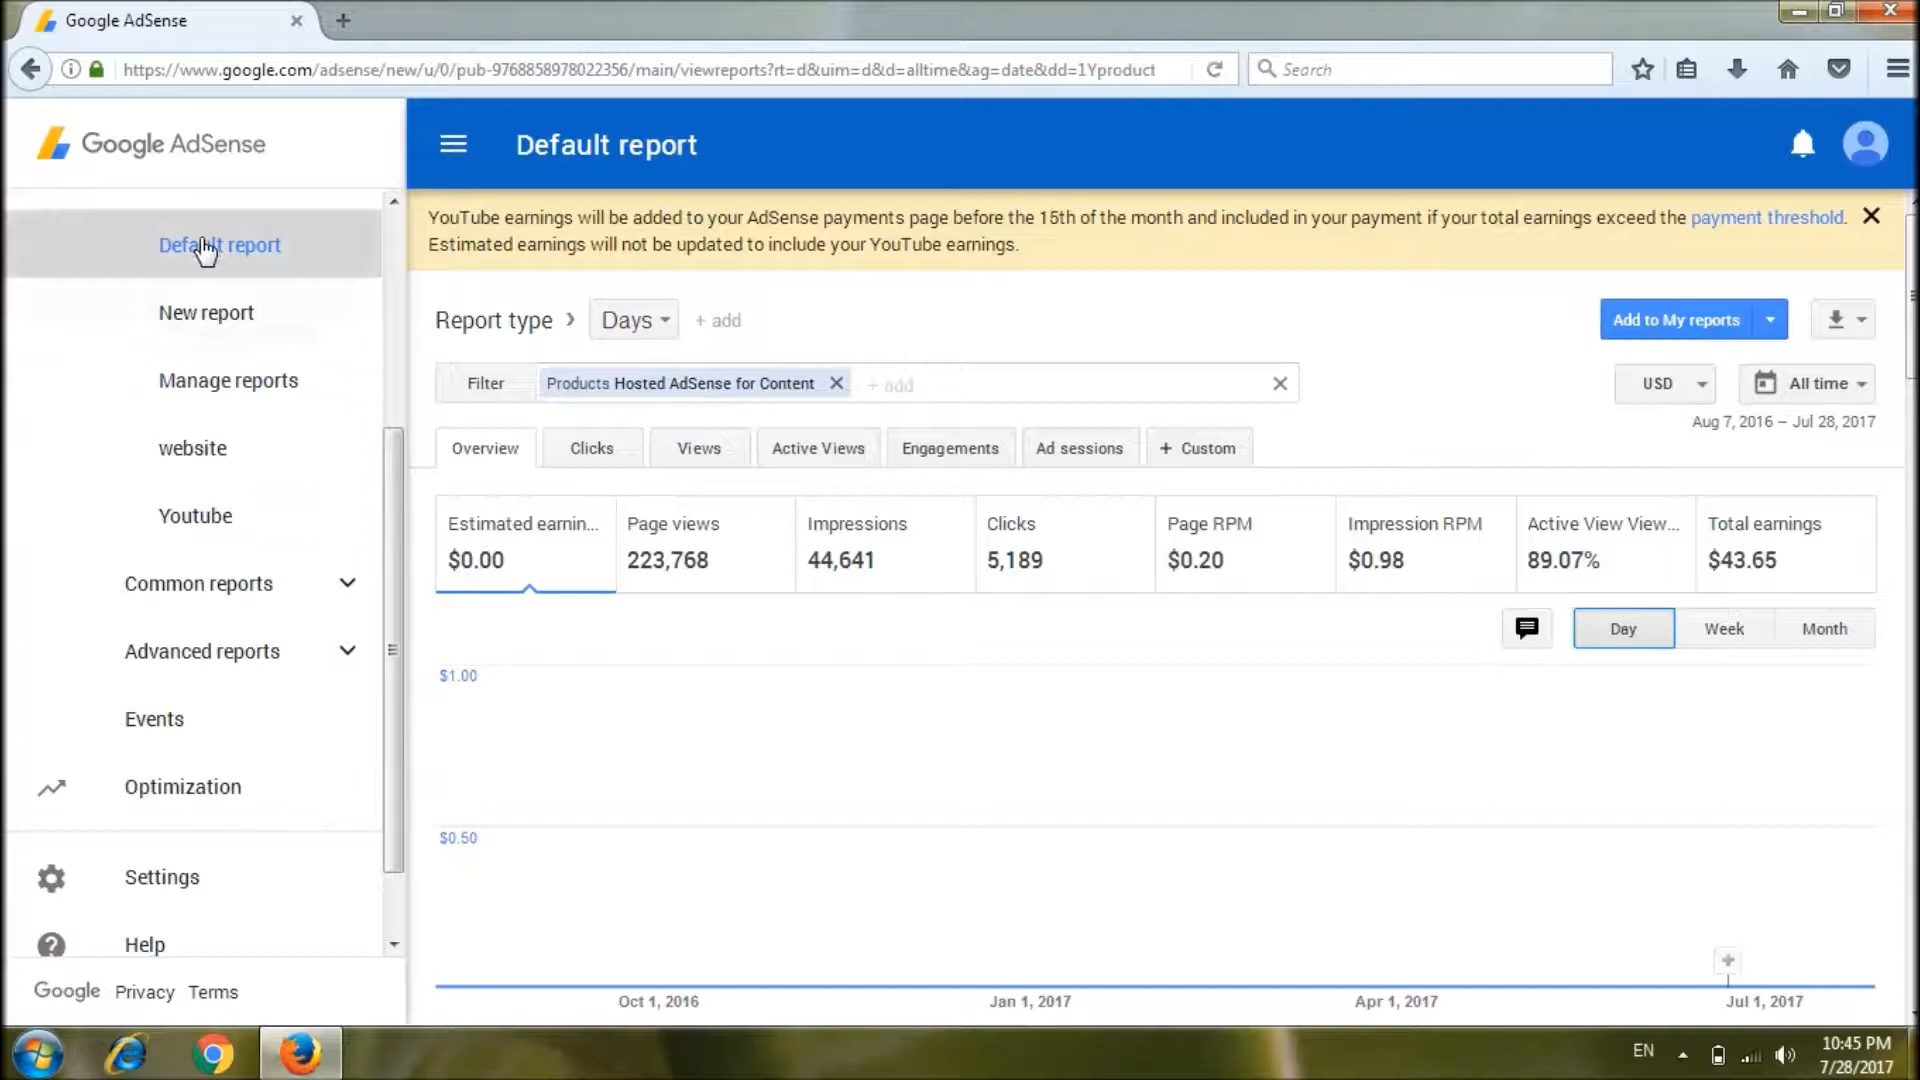 Google AdSense
https://www.google.com/adsense/new/u/0/pub-9768858978022356/main/viewreports?rt=d&uim=d&d=alltime&ag=date&dd=1Yproduct
Search
Google AdSense
Default report
Default report
New report
Manage reports
website
Youtube
Common reports
Advanced reports
Events
Optimization
Settings
Help
Google Privacy Terms
YouTube earnings will be added to your AdSense payments page before the 15th of the month and included in your payment if your total earnings exceed the payment threshold.
Estimated earnings will not be updated to include your YouTube earnings.
Report type Days + add
Add to My reports
Filter Products Hosted AdSense for Content + add
USD All time
Aug 7, 2016 – Jul 28, 2017
Overview Clicks Views Active Views Engagements Ad sessions + Custom
Estimated earnin... Page views Impressions Clicks Page RPM Impression RPM Active View View... Total earnings
$0.00 223,768 44,641 5,189 $0.20 $0.98 89.07% $43.65
Day Week Month
$1.00
$0.50
Oct 1, 2016 Jan 1, 2017 Apr 1, 2017 Jul 1, 2017
EN
10:45 PM
7/28/2017